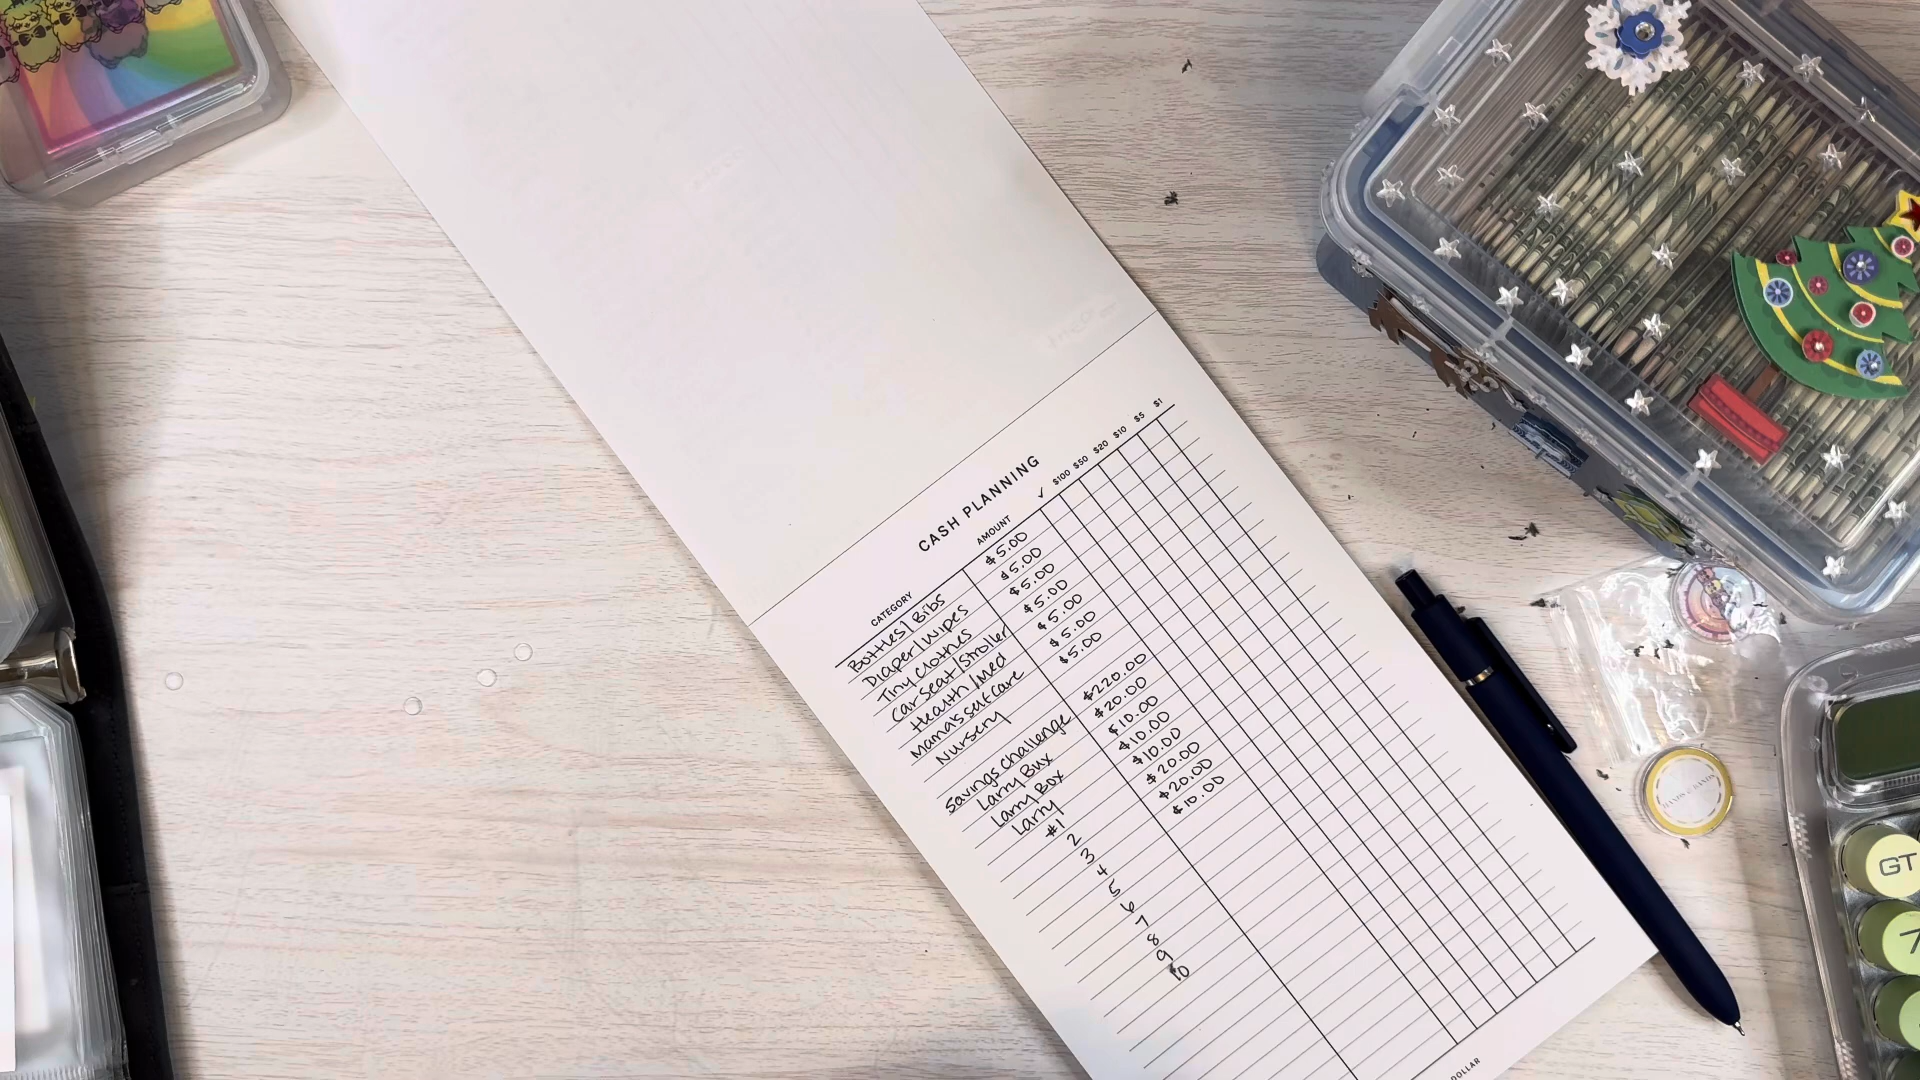 CASH PLANNING
CATEGORY AMOUNT ✓ $100 $50 $20 $10 $5 $1
Bottles/Bibs $5.00
Diaper/Wipes $5.00
Tiny Clothes $5.00
Car Seat/Stroller $5.00
Health/Med $5.00
Mama's self care $5.00
Nursery $5.00
Savings challenge $220.00
Larry Bux $20.00
Larry Box $10.00
Larry $10.00
#1 $10.00
2 $20.00
3 $20.00
4 $10.00
5
6
7
8
9
10
DOLLAR
GT
7